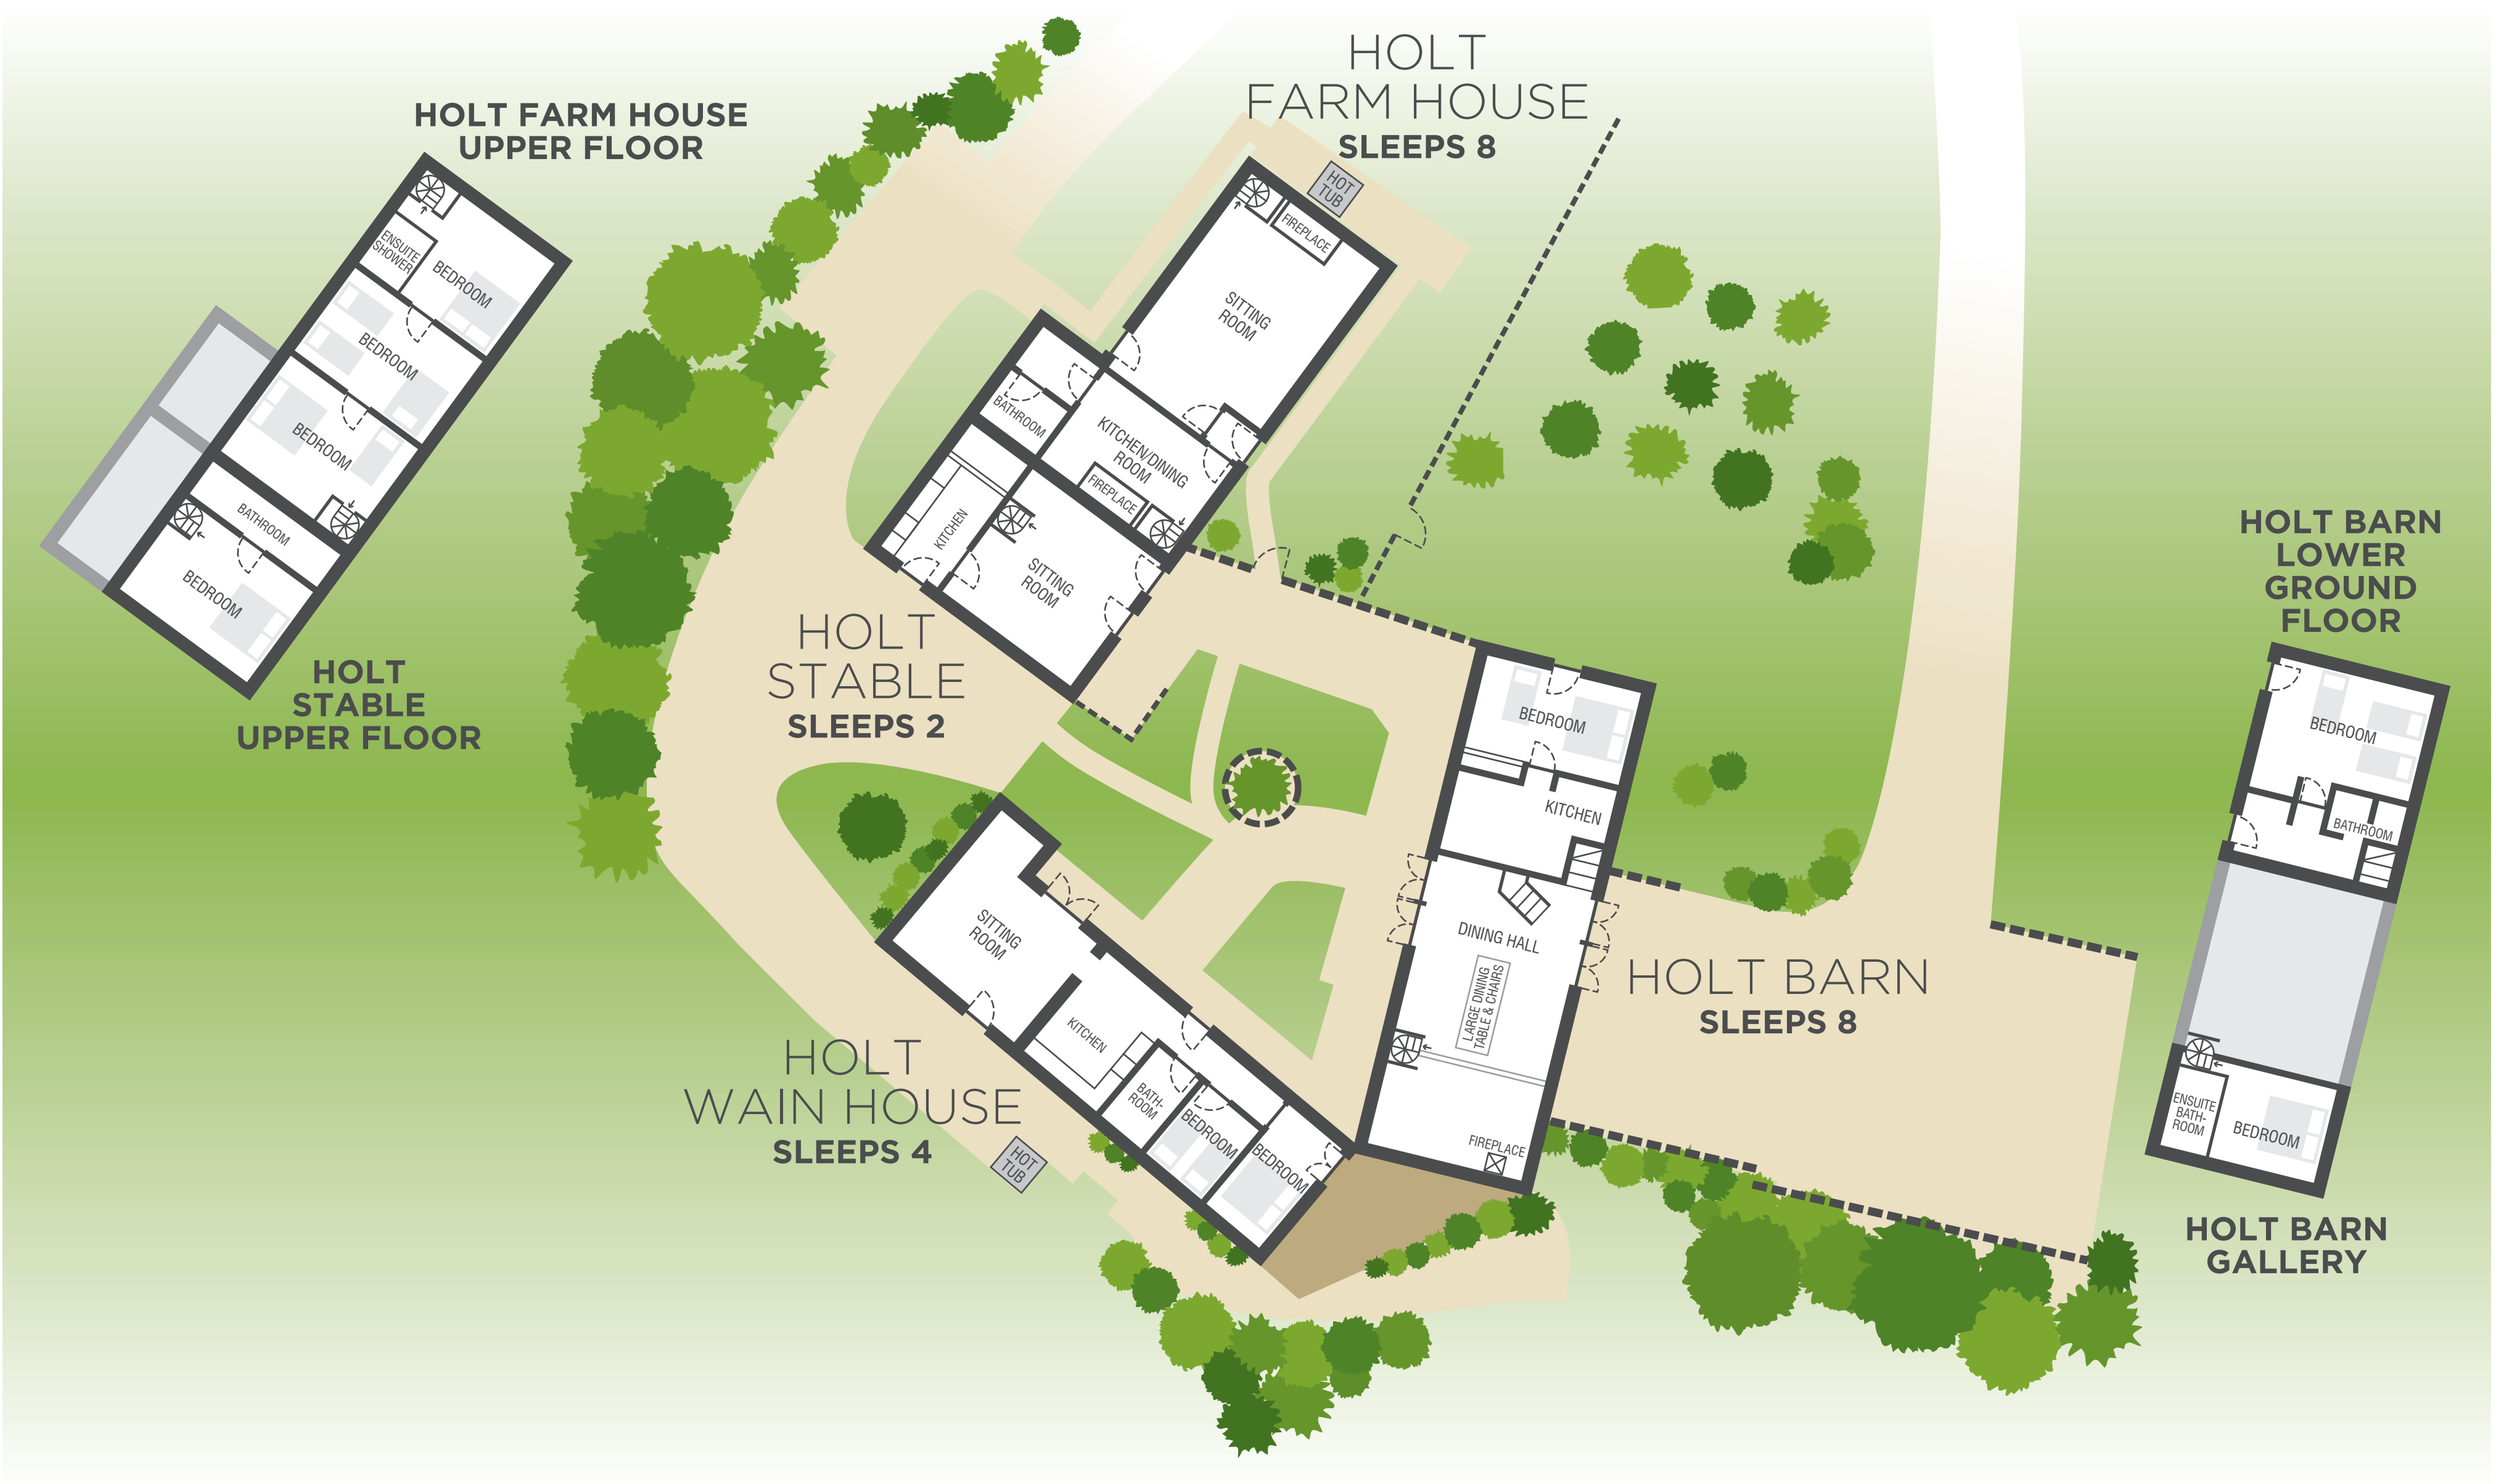 HOLT FARM HOUSE
UPPER FLOOR
ENSUITE
SHOWER
BEDROOM
BEDROOM
BEDROOM
BATHROOM
BEDROOM
HOLT
STABLE
UPPER FLOOR
HOLT
FARM HOUSE
SLEEPS 8
HOT
TUB
FIREPLACE
SITTING
ROOM
BATHROOM
KITCHEN/DINING
ROOM
FIREPLACE
KITCHEN
SITTING
ROOM
HOLT
STABLE
SLEEPS 2
SITTING
ROOM
KITCHEN
BATH-
ROOM
BEDROOM
BEDROOM
HOLT
WAIN HOUSE
SLEEPS 4
HOT
TUB
BEDROOM
KITCHEN
DINING HALL
LARGE DINING
TABLE & CHAIRS
FIREPLACE
HOLT BARN
SLEEPS 8
HOLT BARN
LOWER
GROUND
FLOOR
BEDROOM
BATHROOM
ENSUITE
BATH-
ROOM
BEDROOM
HOLT BARN
GALLERY